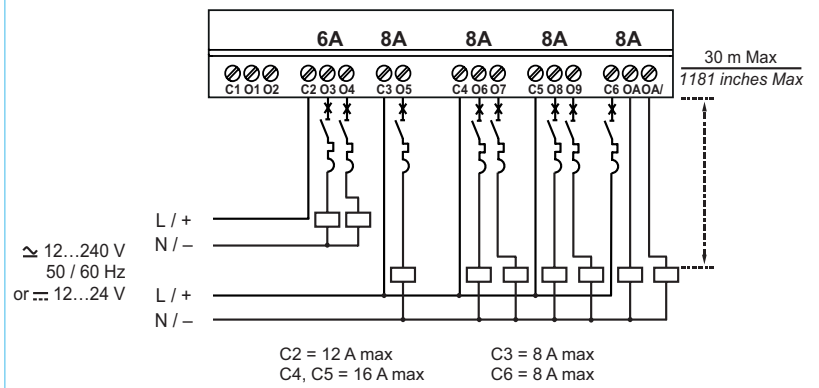 6A 8A 8A 8A 8A
C1 O1 O2 C2 O3 O4 C3 O5 C4 O6 O7 C5 O8 O9 C6 OA OA/
30 m Max
1181 inches Max
L / +
N / –
≃ 12...240 V
50 / 60 Hz
or ⎓ 12...24 V
L / +
N / –
C2 = 12 A max C3 = 8 A max
C4, C5 = 16 A max C6 = 8 A max